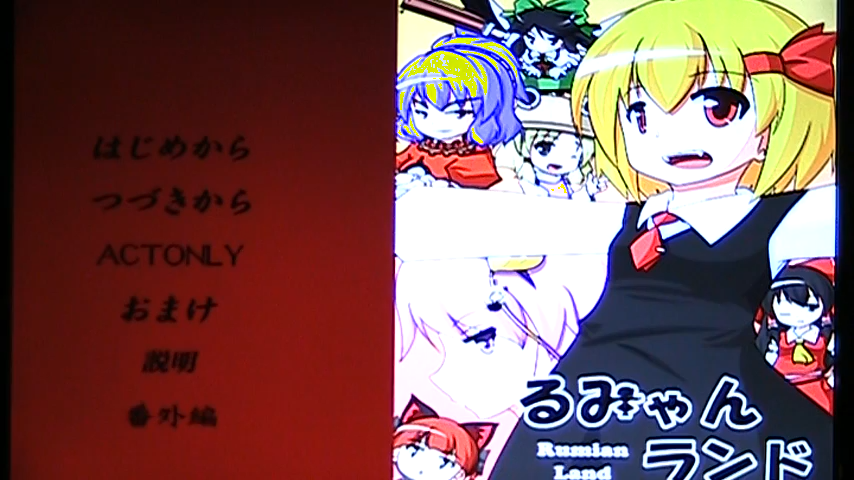 はじめから
つづきから
ACTONLY
おまけ
説明
番外編
るみゃん
Rumian
Land
ランド